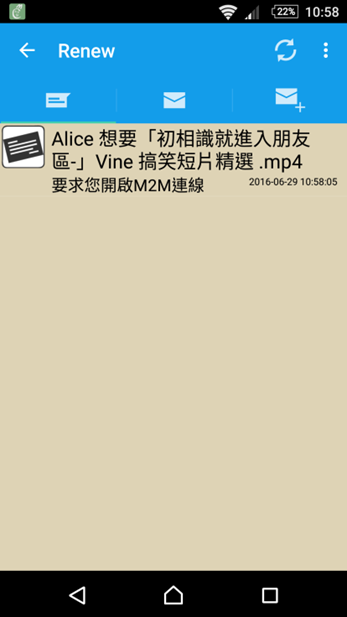 22% 10:58
Renew
Alice 想要「初相識就進入朋友
區-」Vine 搞笑短片精選 .mp4
要求您開啟M2M連線
2016-06-29 10:58:05